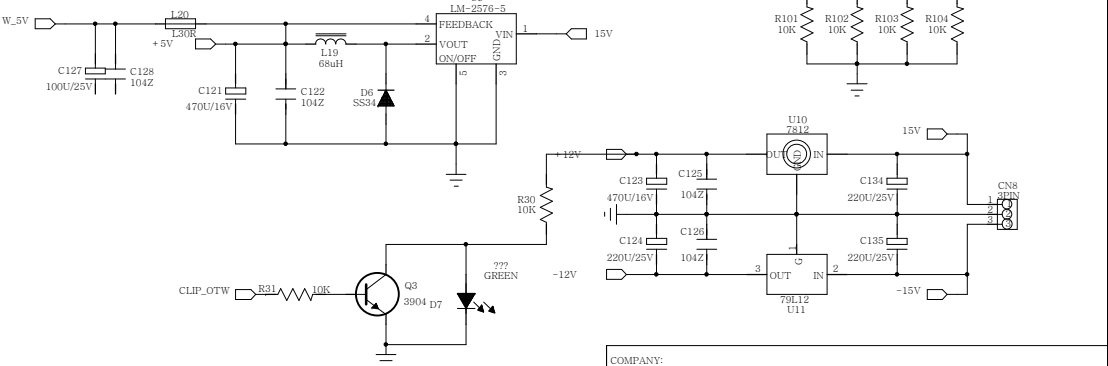 W_5V
L20
L30R
+5V
C127
100U/25V
C128
104Z
C121
470U/16V
C122
104Z
L19
68uH
D6
SS34
LM-2576-5
4
FEEDBACK
2
VOUT
ON/OFF
VIN
GND
1
5
3
15V
R101
10K
R102
10K
R103
10K
R104
10K
U10
7812
OUT
GND
IN
15V
+12V
C123
470U/16V
C125
104Z
C134
220U/25V
R30
10K
CN8
3PIN
1
2
3
1
2
3
C124
220U/25V
C126
104Z
C135
220U/25V
1
G
3
OUT
IN
2
79L12
U11
-12V
-15V
???
GREEN
CLIP_OTW
R31
10K
Q3
3904
D7
COMPANY: